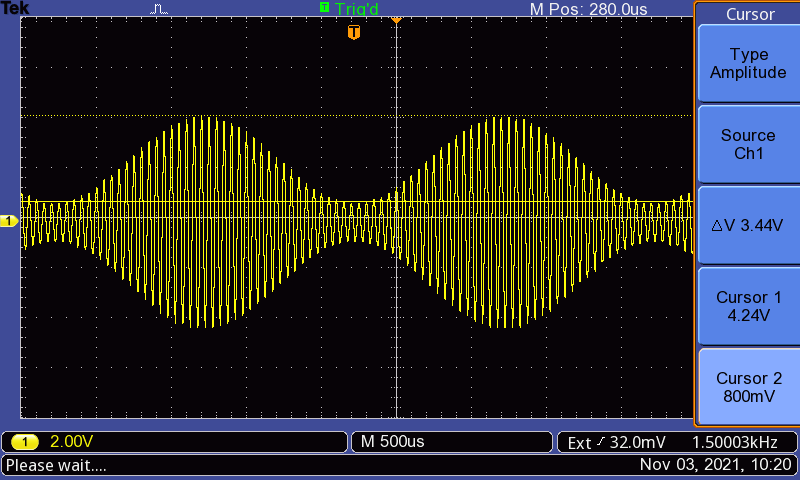 Tek
T Trig'd
M Pos: 280.0us
Cursor
T
Type
Amplitude
Source
Ch1
1
△V 3.44V
Cursor 1
4.24V
Cursor 2
800mV
1 2.00V
M 500us
Ext 32.0mV
1.50003kHz
Please wait....
Nov 03, 2021, 10:20